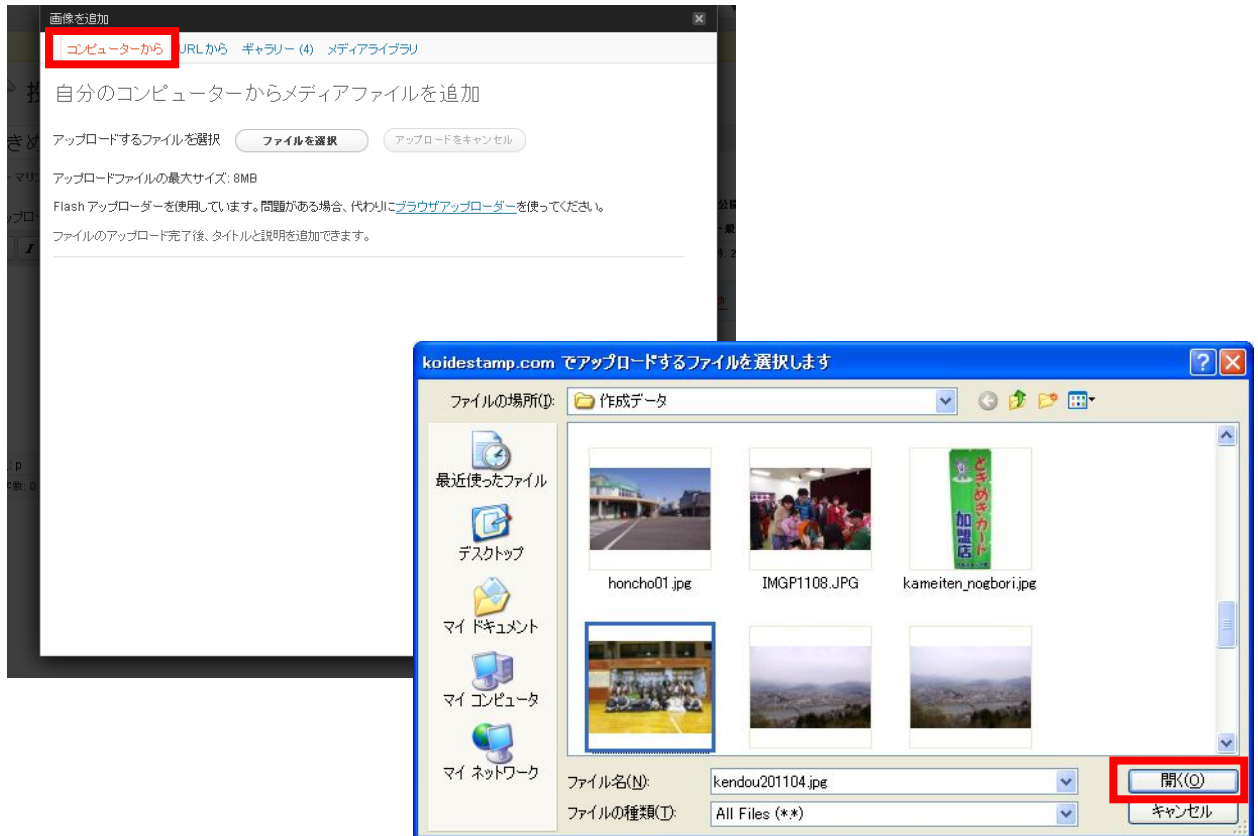 画像を追加
コンピューターから URLから ギャラリー (4) メディアライブラリ
自分のコンピューターからメディアファイルを追加
アップロードするファイルを選択 ファイルを選択 アップロードをキャンセル
アップロードファイルの最大サイズ: 8MB
Flash アップローダーを使用しています。問題がある場合、代わりにブラウザアップローダーを使ってください。
ファイルのアップロード完了後、タイトルと説明を追加できます。
koidestamp.com でアップロードするファイルを選択します
ファイルの場所(I): 作成データ
最近使ったファイル
デスクトップ
マイ ドキュメント
マイ コンピュータ
マイ ネットワーク
ときめきカード
加盟店
honcho01.jpg IMGP1108.JPG kameiten_nogbori.jpg
ファイル名(N): kendou201104.jpg 開く(O)
ファイルの種類(T): All Files (**) キャンセル